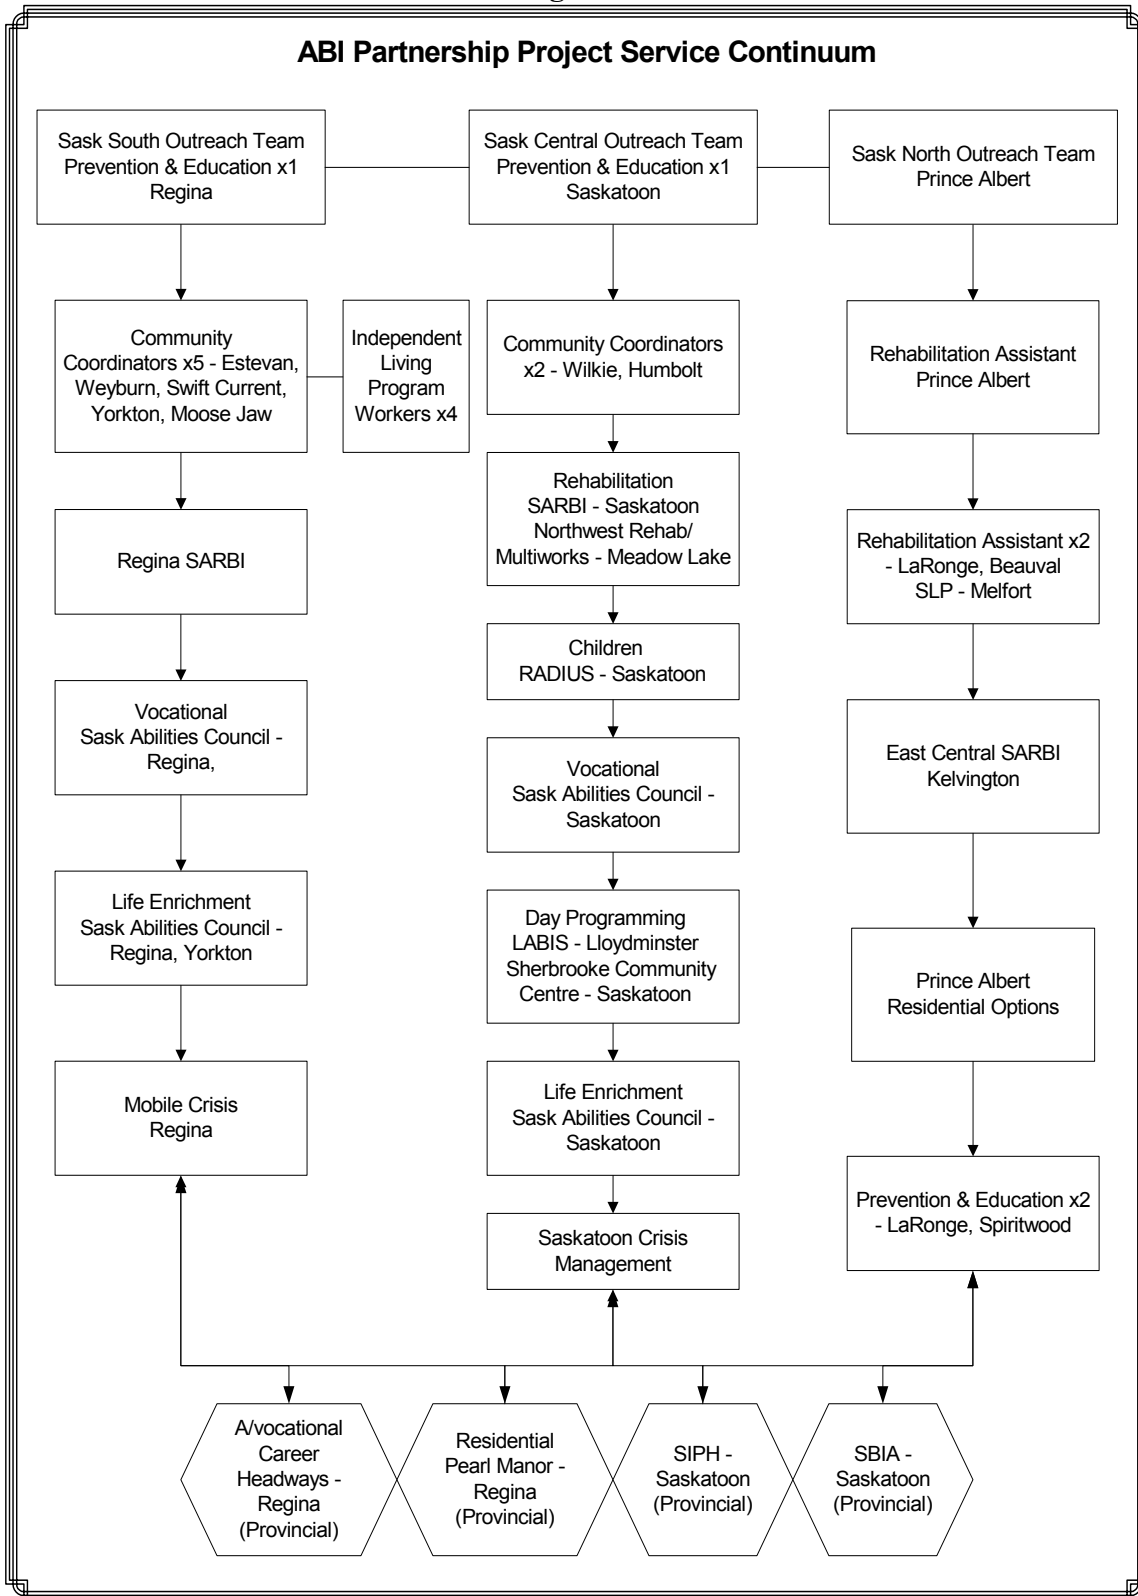 ABI Partnership Project Service Continuum
Sask South Outreach Team
Prevention & Education x1
Regina
Sask Central Outreach Team
Prevention & Education x1
Saskatoon
Sask North Outreach Team
Prince Albert
Community
Coordinators x5 - Estevan,
Weyburn, Swift Current,
Yorkton, Moose Jaw
Independent
Living
Program
Workers x4
Community Coordinators
x2 - Wilkie, Humbolt
Rehabilitation Assistant
Prince Albert
Regina SARBI
Rehabilitation
SARBI - Saskatoon
Northwest Rehab/
Multiworks - Meadow Lake
Rehabilitation Assistant x2
- LaRonge, Beauval
SLP - Melfort
Children
RADIUS - Saskatoon
Vocational
Sask Abilities Council -
Regina,
Vocational
Sask Abilities Council -
Saskatoon
East Central SARBI
Kelvington
Life Enrichment
Sask Abilities Council -
Regina, Yorkton
Day Programming
LABIS - Lloydminster
Sherbrooke Community
Centre - Saskatoon
Prince Albert
Residential Options
Mobile Crisis
Regina
Life Enrichment
Sask Abilities Council -
Saskatoon
Prevention & Education x2
- LaRonge, Spiritwood
Saskatoon Crisis
Management
A/vocational
Career
Headways -
Regina
(Provincial)
Residential
Pearl Manor -
Regina
(Provincial)
SIPH -
Saskatoon
(Provincial)
SBIA -
Saskatoon
(Provincial)